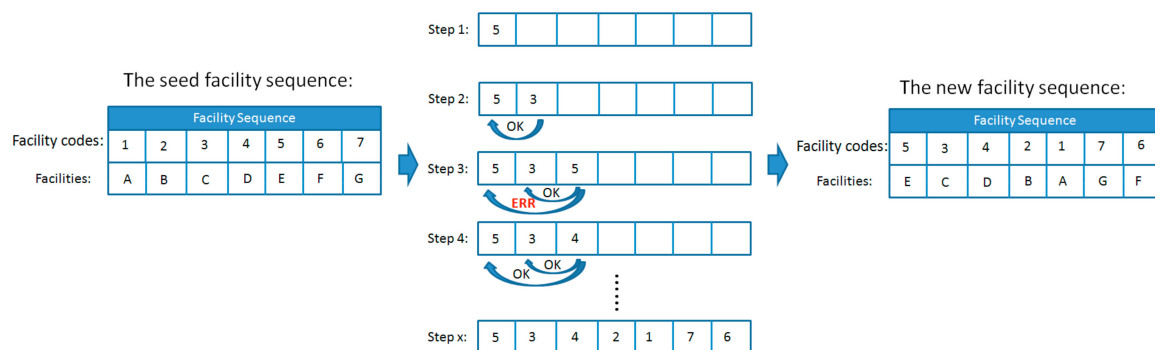 The seed facility sequence:
Facility Sequence
Facility codes: 1 2 3 4 5 6 7
Facilities: A B C D E F G
Step 1: 5
Step 2: 5 3
OK
Step 3: 5 3 5
OK
ERR
Step 4: 5 3 4
OK
OK
Step x: 5 3 4 2 1 7 6
The new facility sequence:
Facility Sequence
Facility codes: 5 3 4 2 1 7 6
Facilities: E C D B A G F